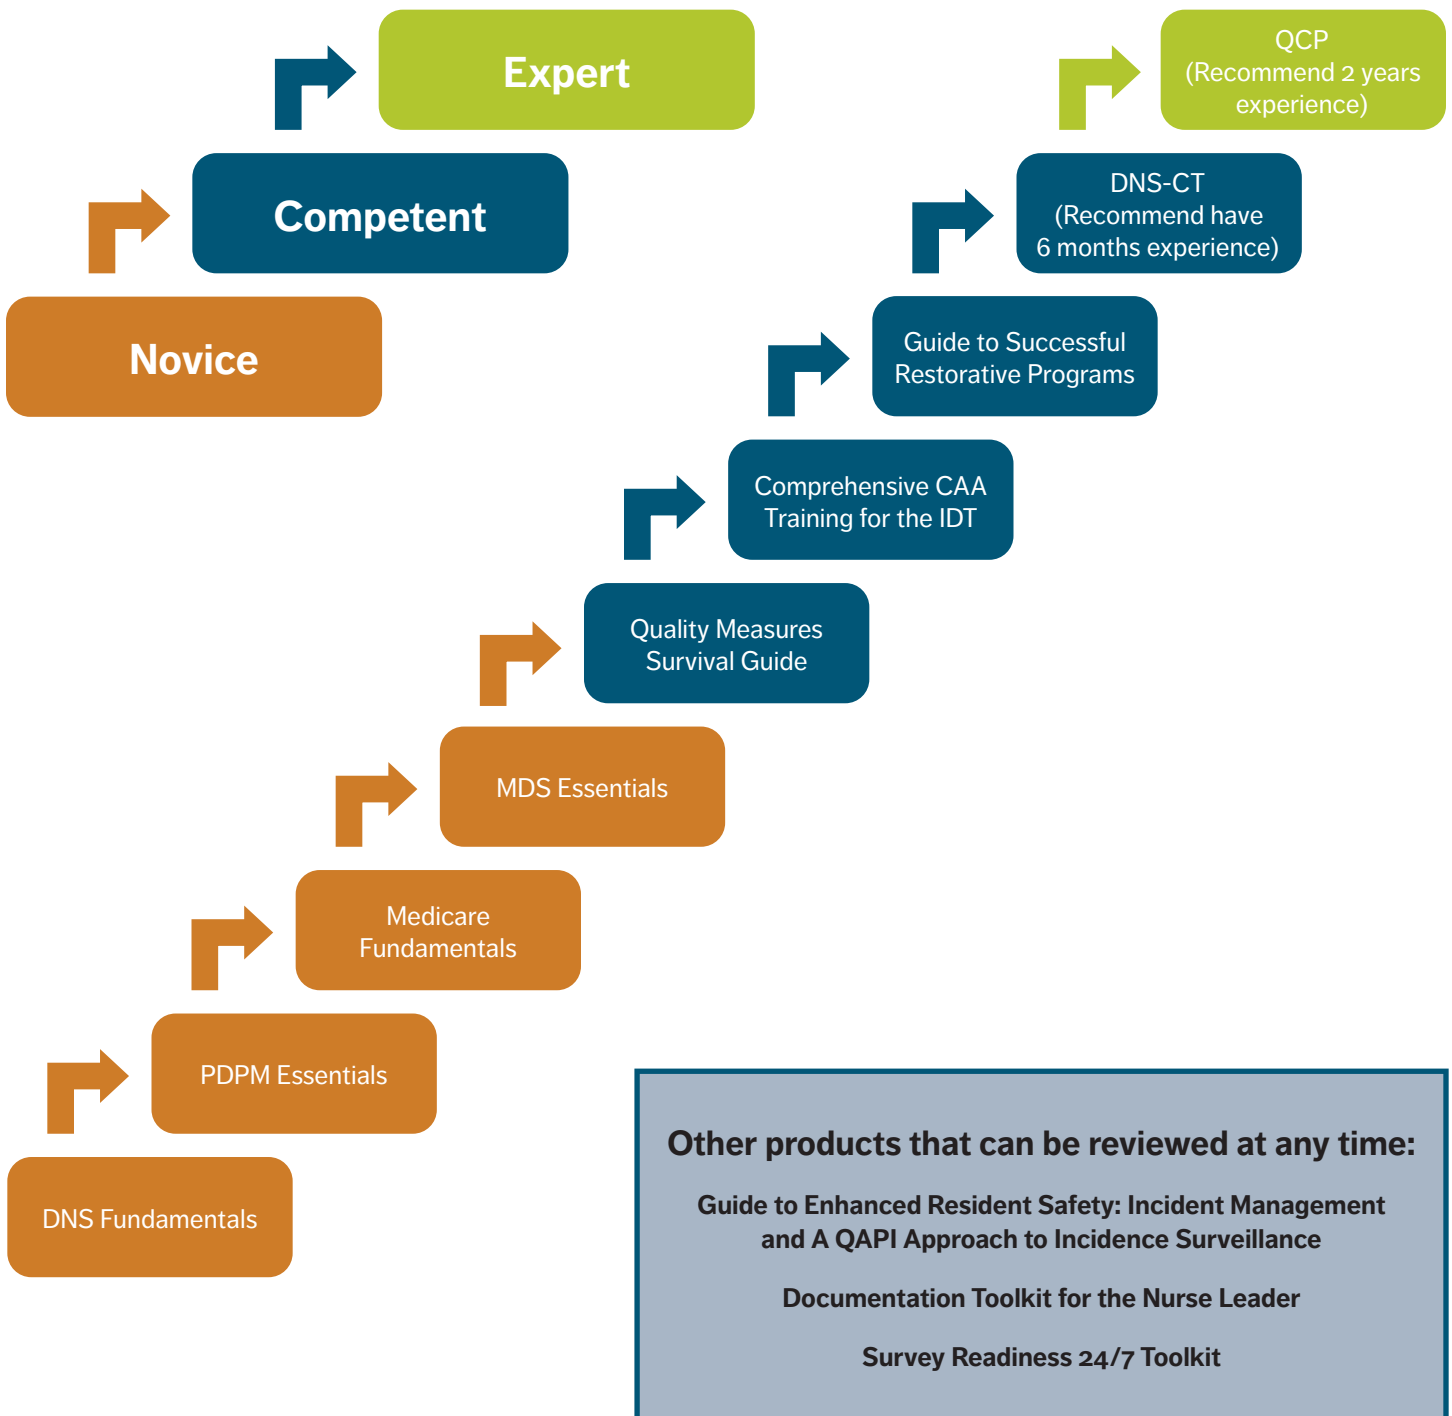 Expert
Competent
Novice
QCP
(Recommend 2 years
experience)
DNS-CT
(Recommend have
6 months experience)
Guide to Successful
Restorative Programs
Comprehensive CAA
Training for the IDT
Quality Measures
Survival Guide
MDS Essentials
Medicare
Fundamentals
PDPM Essentials
DNS Fundamentals
Other products that can be reviewed at any time:
Guide to Enhanced Resident Safety: Incident Management
and A QAPI Approach to Incidence Surveillance
Documentation Toolkit for the Nurse Leader
Survey Readiness 24/7 Toolkit